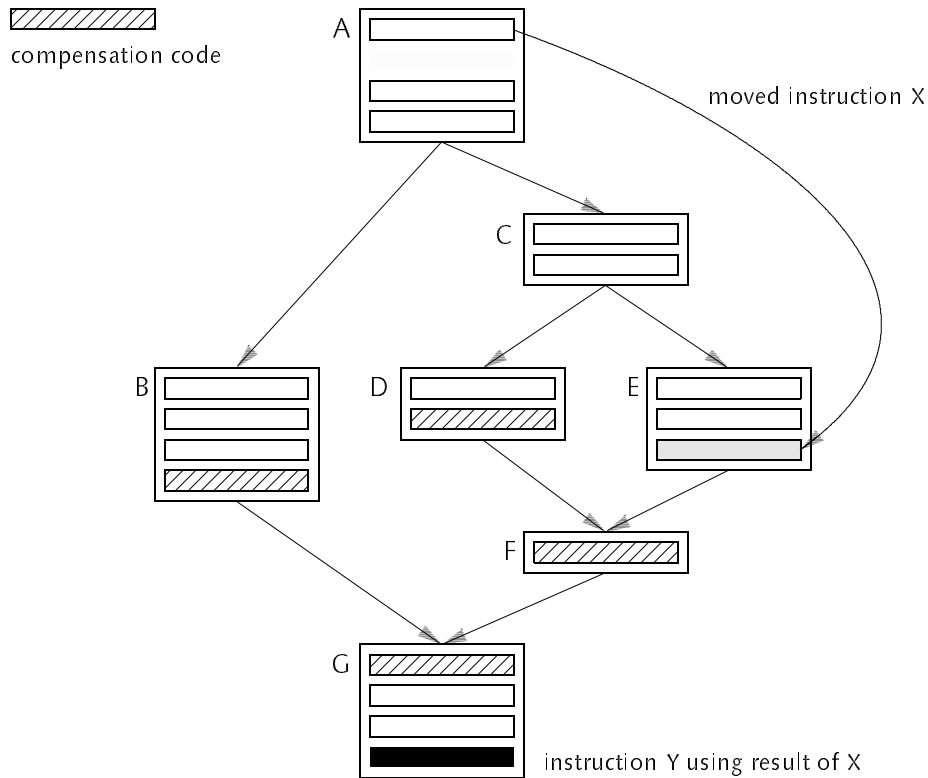 compensation code
A
moved instruction X
C
B
D
E
F
G
instruction Y using result of X